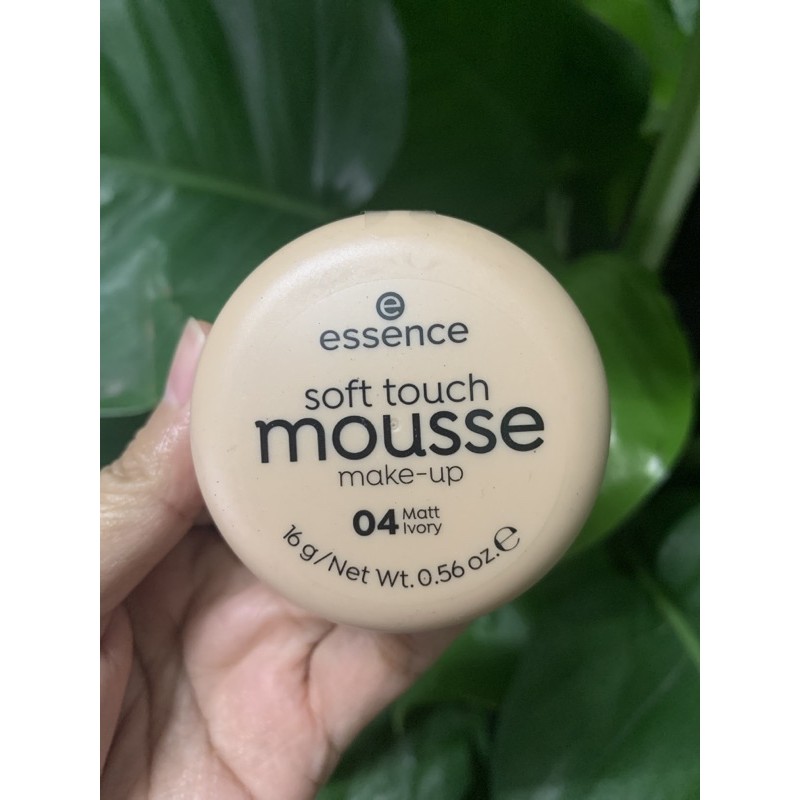 e
essence
soft touch
mousse
make-up
04 Matt
Ivory
16 g/Net Wt. 0.56 oz. ℮